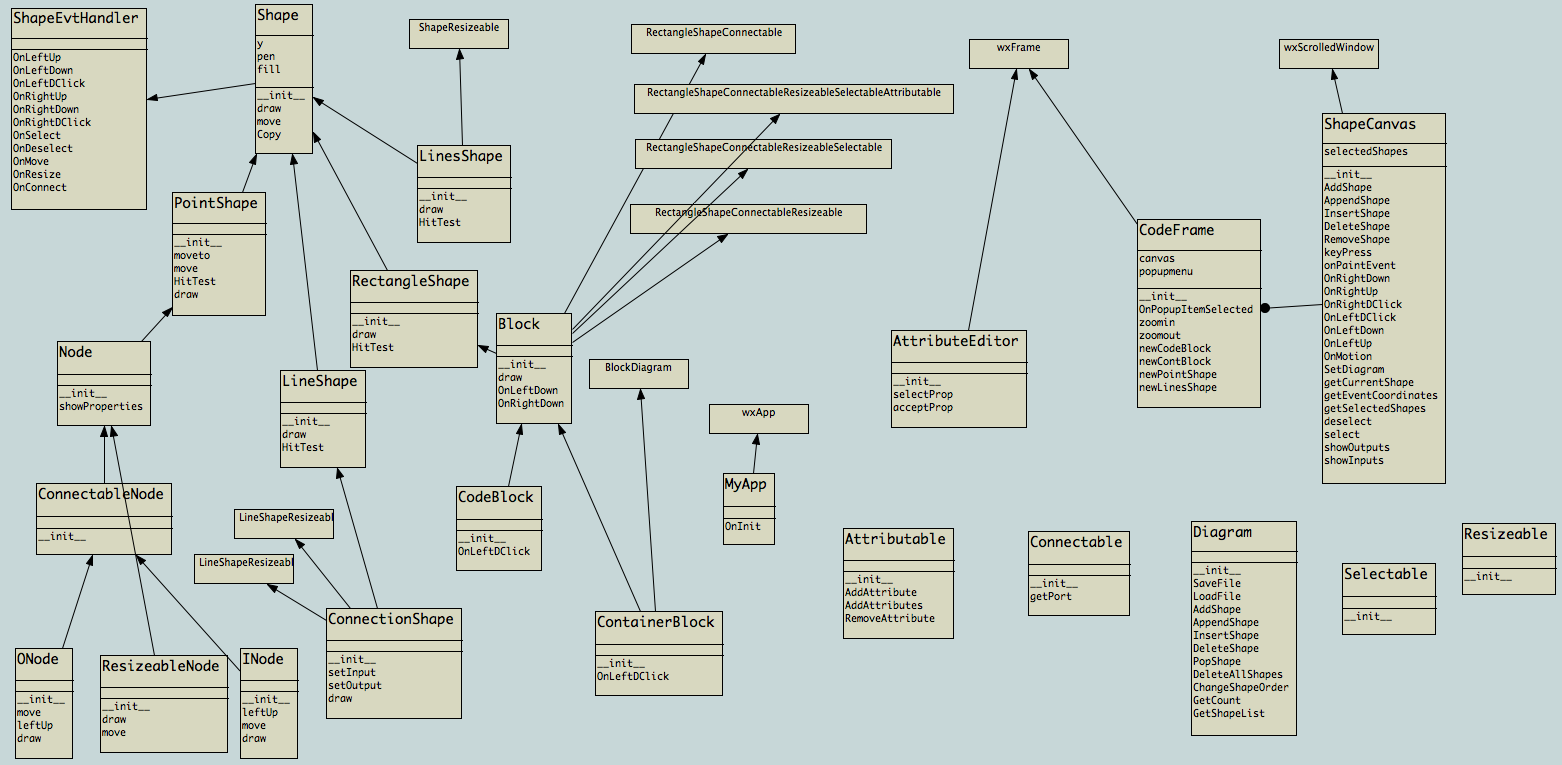 ShapeEvtHandler
OnLeftUp
OnLeftDown
OnLeftDClick
OnRightUp
OnRightDown
OnRightDClick
OnSelect
OnDeselect
OnMove
OnResize
OnConnect
Shape
y
pen
fill
__init__
draw
move
Copy
ShapeResizeable
RectangleShapeConnectable
RectangleShapeConnectableResizeableSelectableAttributable
RectangleShapeConnectableResizeableSelectable
RectangleShapeConnectableResizeable
wxFrame
wxScrolledWindow
LinesShape
__init__
draw
HitTest
PointShape
__init__
moveto
move
HitTest
draw
RectangleShape
__init__
draw
HitTest
Block
__init__
draw
OnLeftDown
OnRightDown
ShapeCanvas
selectedShapes
__init__
AddShape
AppendShape
InsertShape
DeleteShape
RemoveShape
keyPress
onPaintEvent
OnRightDown
OnRightUp
OnRightDClick
OnLeftDClick
OnLeftDown
OnLeftUp
OnMotion
SetDiagram
getCurrentShape
getEventCoordinates
getSelectedShapes
deselect
select
showOutputs
showInputs
CodeFrame
canvas
popupmenu
__init__
OnPopupItemSelected
zoomin
zoomout
newCodeBlock
newContBlock
newPointShape
newLinesShape
AttributeEditor
__init__
selectProp
acceptProp
Node
__init__
showProperties
LineShape
__init__
draw
HitTest
BlockDiagram
wxApp
MyApp
OnInit
ConnectableNode
__init__
LineShapeResizeabl
LineShapeResizeabl
CodeBlock
__init__
OnLeftDClick
ContainerBlock
__init__
OnLeftDClick
ConnectionShape
__init__
setInput
setOutput
draw
ONode
__init__
move
leftUp
draw
ResizeableNode
__init__
draw
move
INode
__init__
leftUp
move
draw
Attributable
__init__
AddAttribute
AddAttributes
RemoveAttribute
Connectable
__init__
getPort
Diagram
__init__
SaveFile
LoadFile
AddShape
AppendShape
InsertShape
DeleteShape
PopShape
DeleteAllShapes
ChangeShapeOrder
GetCount
GetShapeList
Selectable
__init__
Resizeable
__init__